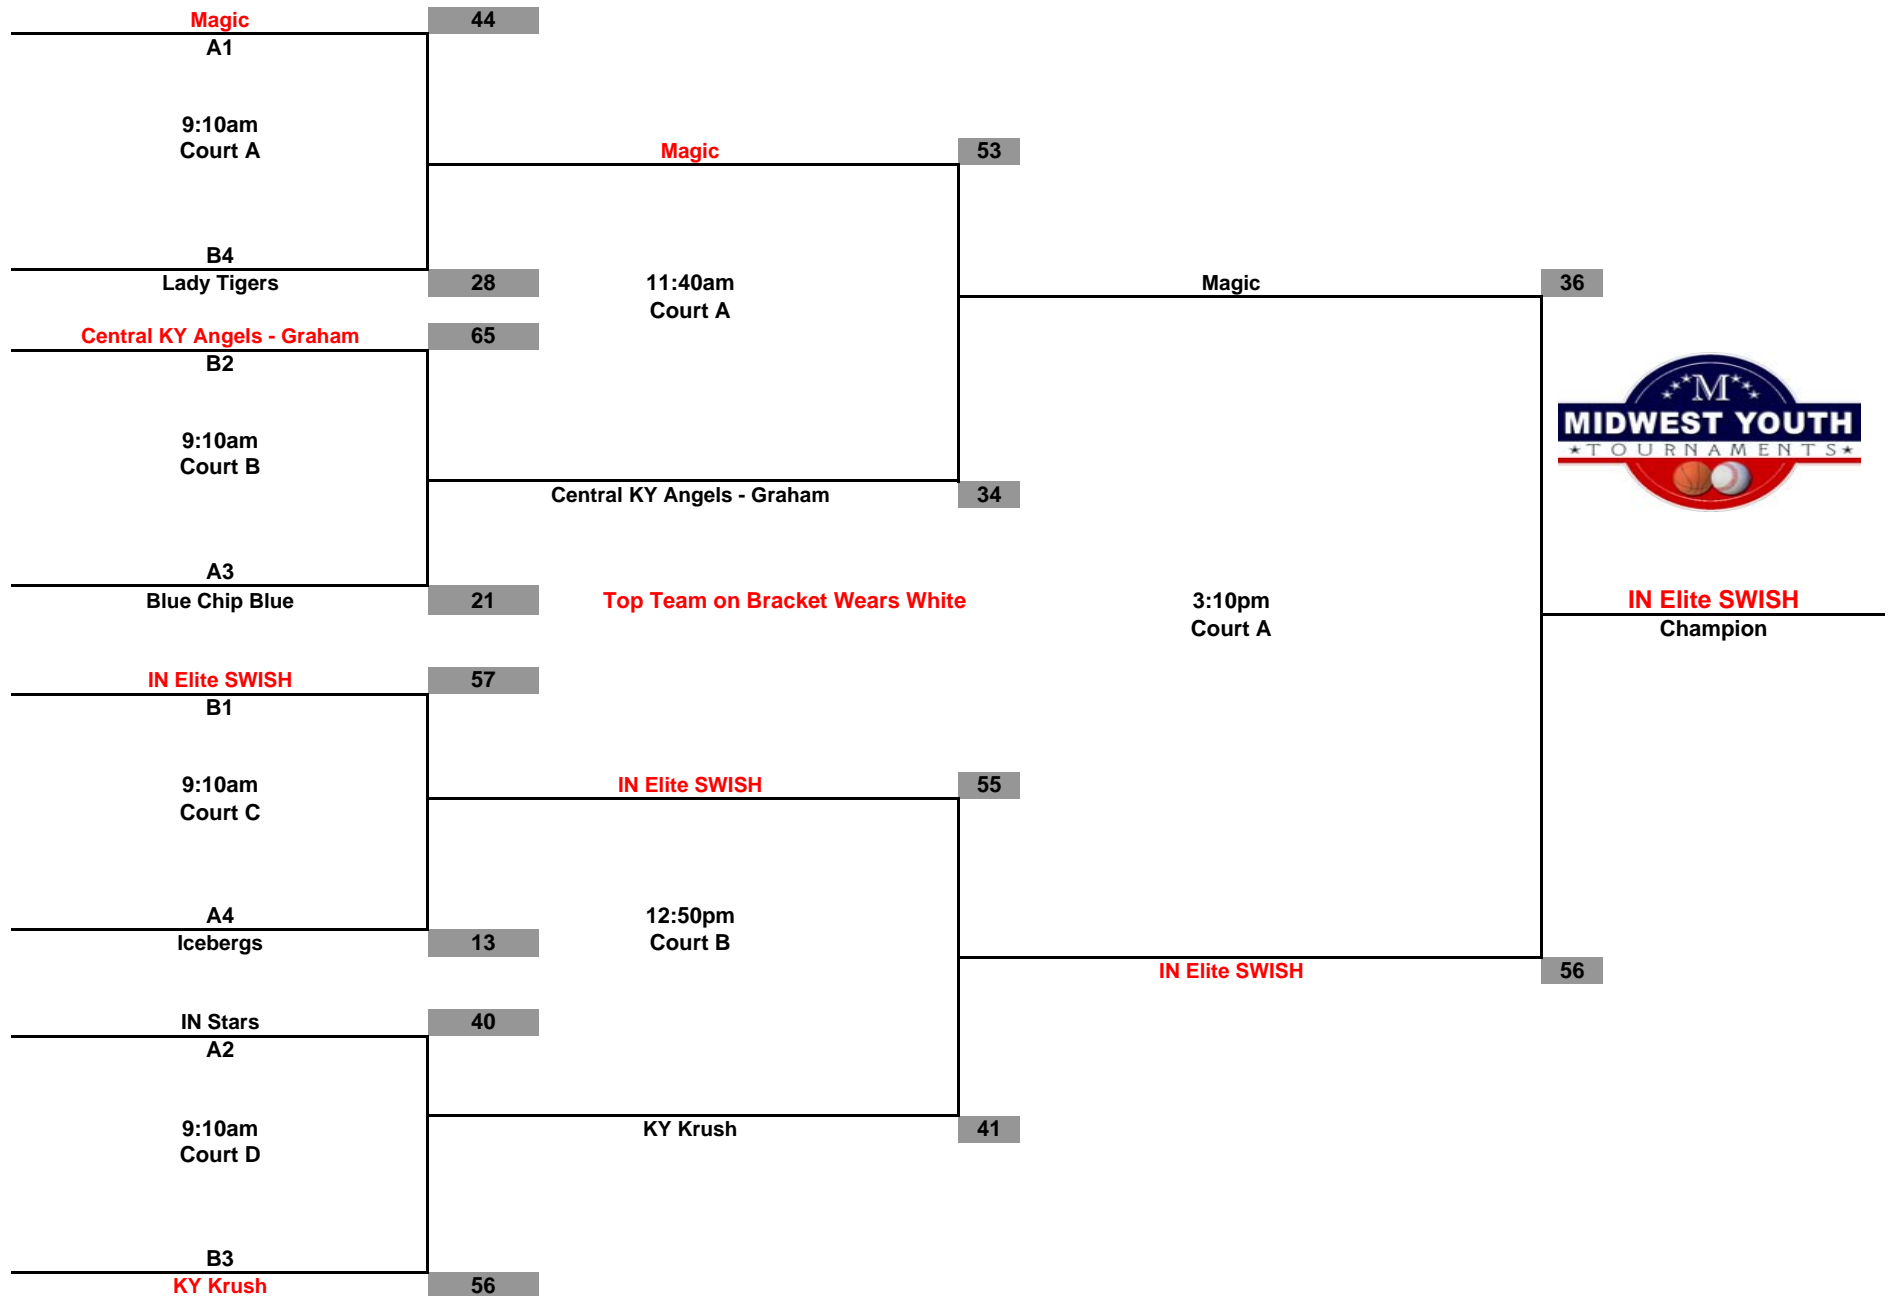 Magic 44
A1
9:10am
Court A
Magic 53
B4
Lady Tigers 28
11:40am
Court A
Magic 36
Central KY Angels - Graham 65
B2
M
MIDWEST YOUTH
TOURNAMENTS
9:10am
Court B
Central KY Angels - Graham 34
A3
Blue Chip Blue 21
Top Team on Bracket Wears White
3:10pm
Court A
IN Elite SWISH
Champion
IN Elite SWISH 57
B1
9:10am
Court C
IN Elite SWISH 55
A4
Icebergs 13
12:50pm
Court B
IN Elite SWISH 56
IN Stars 40
A2
9:10am
Court D
KY Krush 41
B3
KY Krush 56